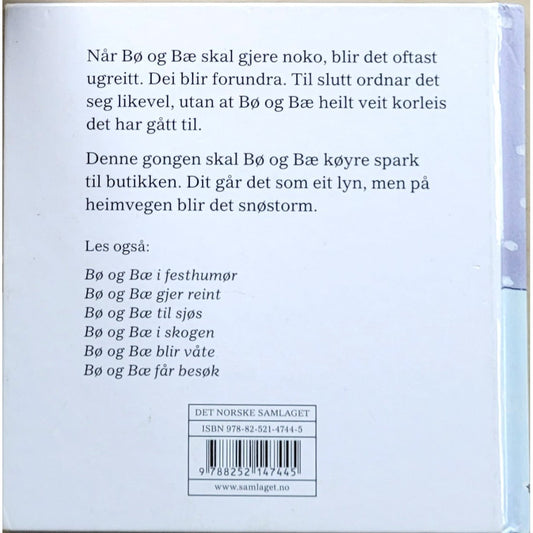 Når Bø og Bæ skal gjere noko, blir det oftast
ugreitt. Dei blir forundra. Til slutt ordnar det
seg likevel, utan at Bø og Bæ heilt veit korleis
det har gått til.
Denne gongen skal Bø og Bæ køyre spark
til butikken. Dit går det som eit lyn, men på
heimvegen blir det snøstorm.
Les også:
Bø og Bæ i festhumør
Bø og Bæ gjer reint
Bø og Bæ til sjøs
Bø og Bæ i skogen
Bø og Bæ blir våte
Bø og Bæ får besøk
DET NORSKE SAMLAGET
ISBN 978-82-521-4744-5
9 788252 147445
www.samlaget.no